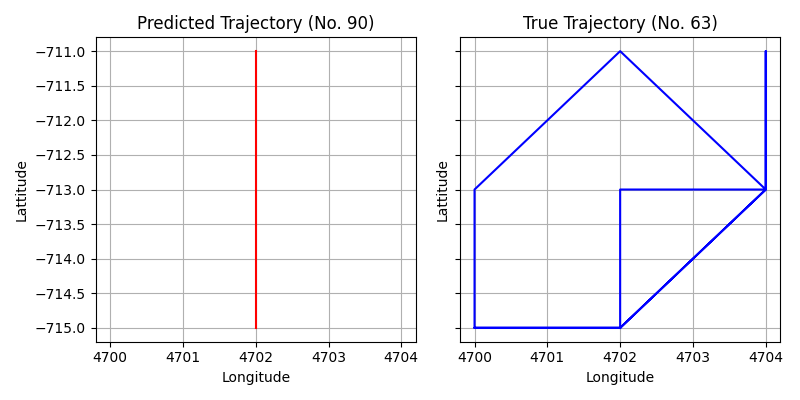 Predicted Trajectory (No. 90)
Lattitude
−711.0
−711.5
−712.0
−712.5
−713.0
−713.5
−714.0
−714.5
−715.0
4700 4701 4702 4703 4704
Longitude
True Trajectory (No. 63)
Lattitude
4700 4701 4702 4703 4704
Longitude